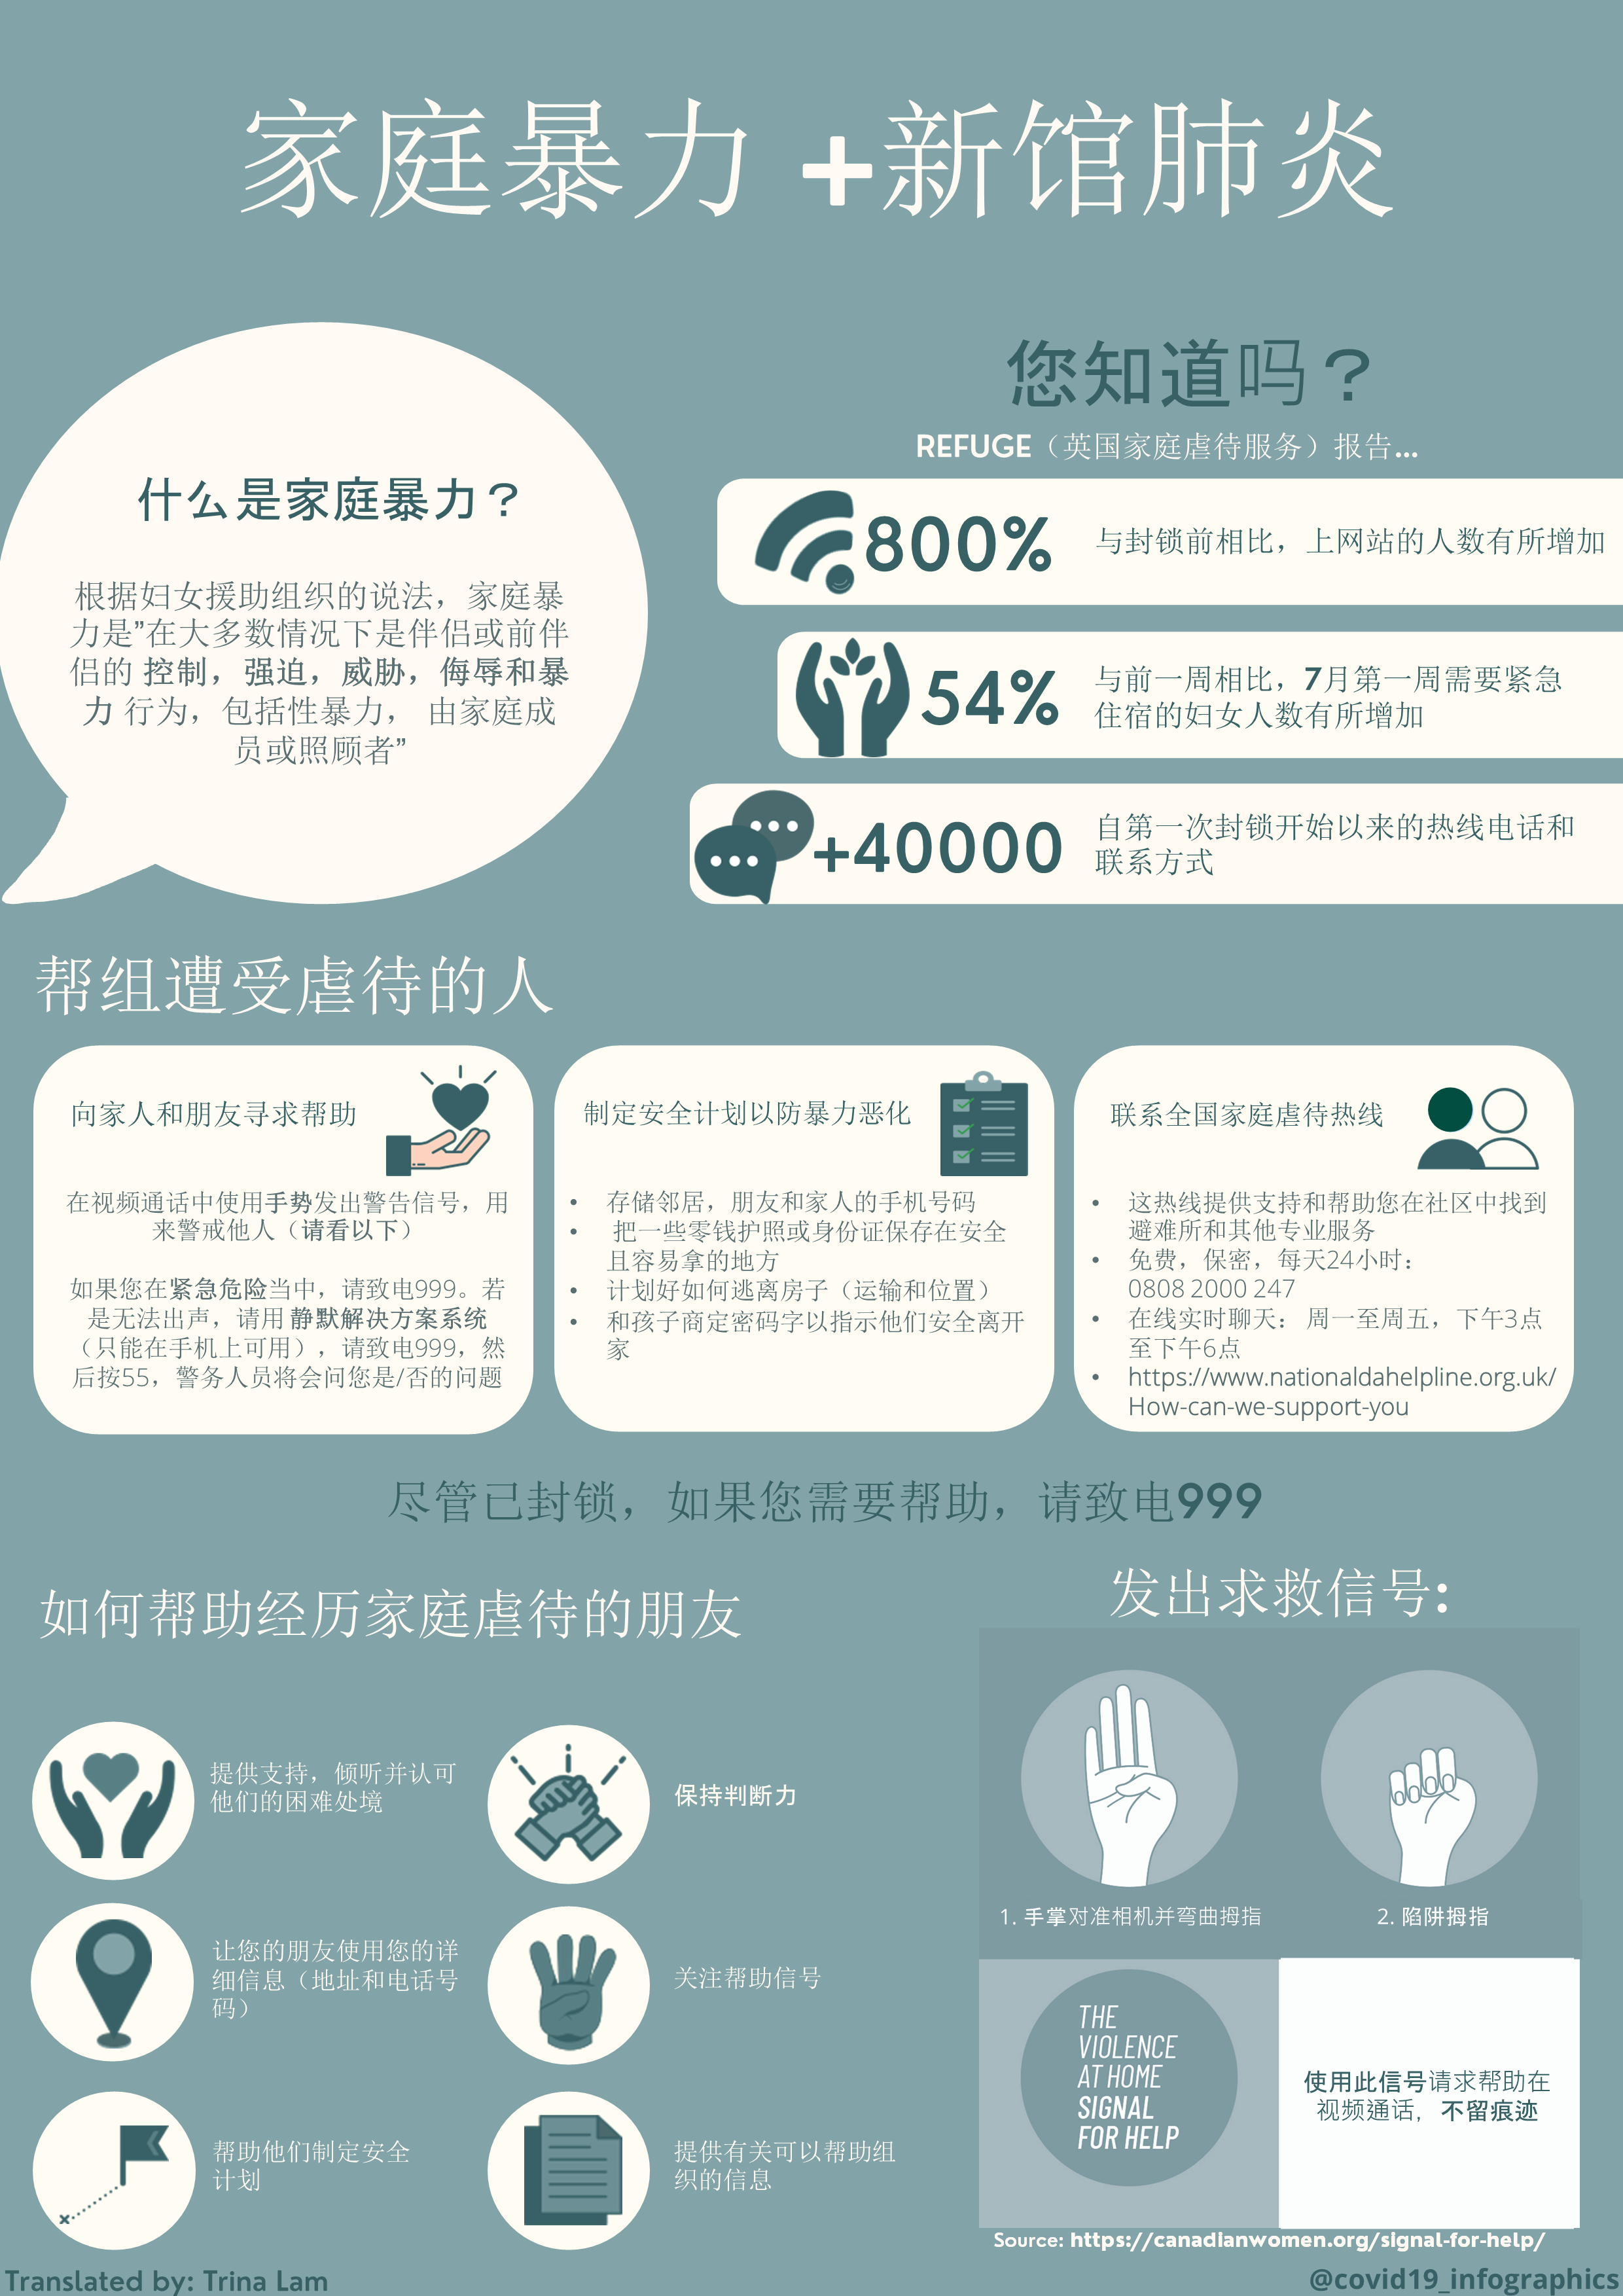 家庭暴力 +新馆肺炎
什么是家庭暴力？
根据妇女援助组织的说法，家庭暴
力是”在大多数情况下是伴侣或前伴
侣的 控制，强迫，威胁，侮辱和暴
力 行为，包括性暴力， 由家庭成
员或照顾者”
您知道吗？
REFUGE（英国家庭虐待服务）报告...
800%
与封锁前相比，上网站的人数有所增加
54%
与前一周相比，7月第一周需要紧急
住宿的妇女人数有所增加
+40000
自第一次封锁开始以来的热线电话和
联系方式
帮组遭受虐待的人
向家人和朋友寻求帮助
在视频通话中使用手势发出警告信号，用
来警戒他人（请看以下）
如果您在紧急危险当中，请致电999。若
是无法出声，请用 静默解决方案系统
（只能在手机上可用），请致电999，然
后按55，警务人员将会问您是/否的问题
制定安全计划以防暴力恶化
• 存储邻居，朋友和家人的手机号码
• 把一些零钱护照或身份证保存在安全
且容易拿的地方
• 计划好如何逃离房子（运输和位置）
• 和孩子商定密码字以指示他们安全离开
家
联系全国家庭虐待热线
• 这热线提供支持和帮助您在社区中找到
避难所和其他专业服务
• 免费，保密，每天24小时：
0808 2000 247
• 在线实时聊天： 周一至周五，下午3点
至下午6点
• https://www.nationaldahelpline.org.uk/
How-can-we-support-you
尽管已封锁，如果您需要帮助，请致电999
如何帮助经历家庭虐待的朋友
提供支持，倾听并认可
他们的困难处境
保持判断力
让您的朋友使用您的详
细信息（地址和电话号
码）
关注帮助信号
帮助他们制定安全
计划
提供有关可以帮助组
织的信息
发出求救信号：
1. 手掌对准相机并弯曲拇指
2. 陷阱拇指
THE
VIOLENCE
AT HOME
SIGNAL
FOR HELP
使用此信号请求帮助在
视频通话，不留痕迹
Source: https://canadianwomen.org/signal-for-help/
Translated by: Trina Lam
@covid19_infographics